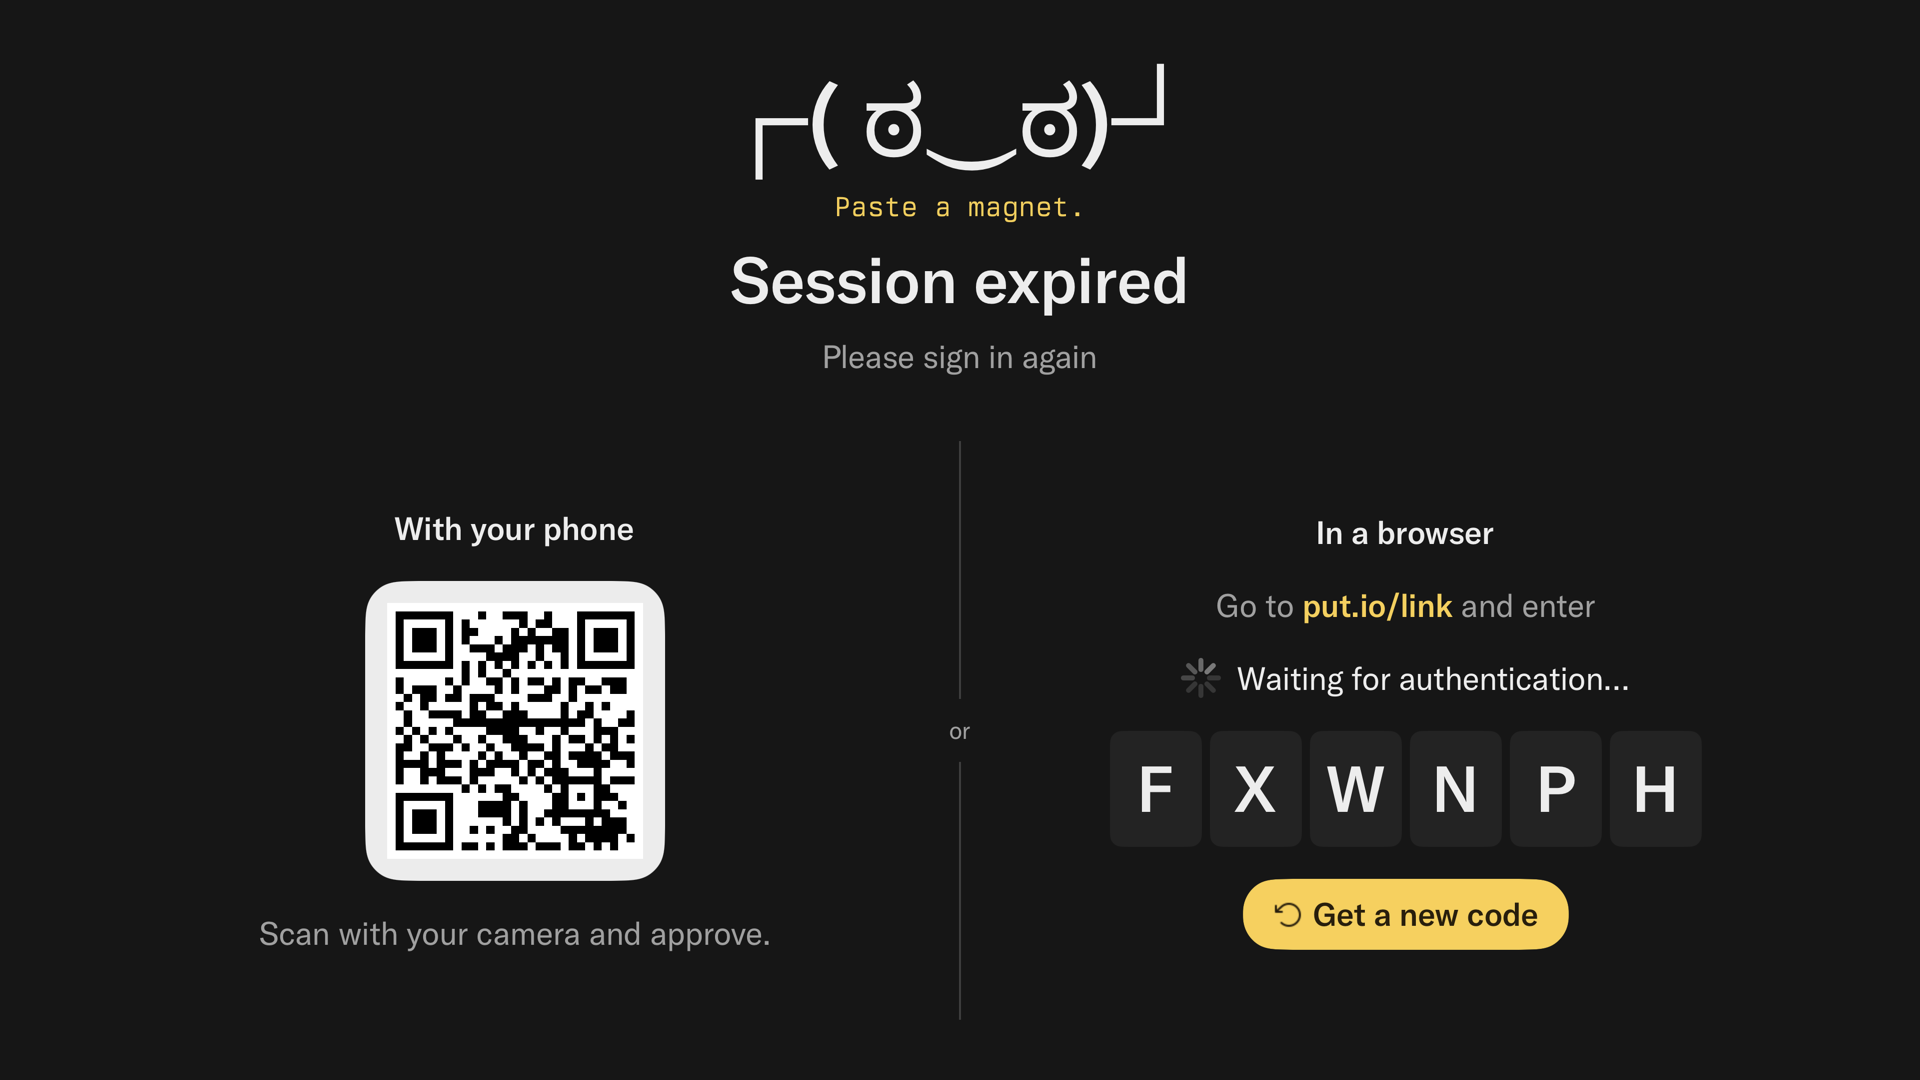 ┌─( ಠ‿ಠ)─┘
Paste a magnet.
Session expired
Please sign in again
With your phone
Scan with your camera and approve.
or
In a browser
Go to put.io/link and enter
Waiting for authentication...
F X W N P H
Get a new code